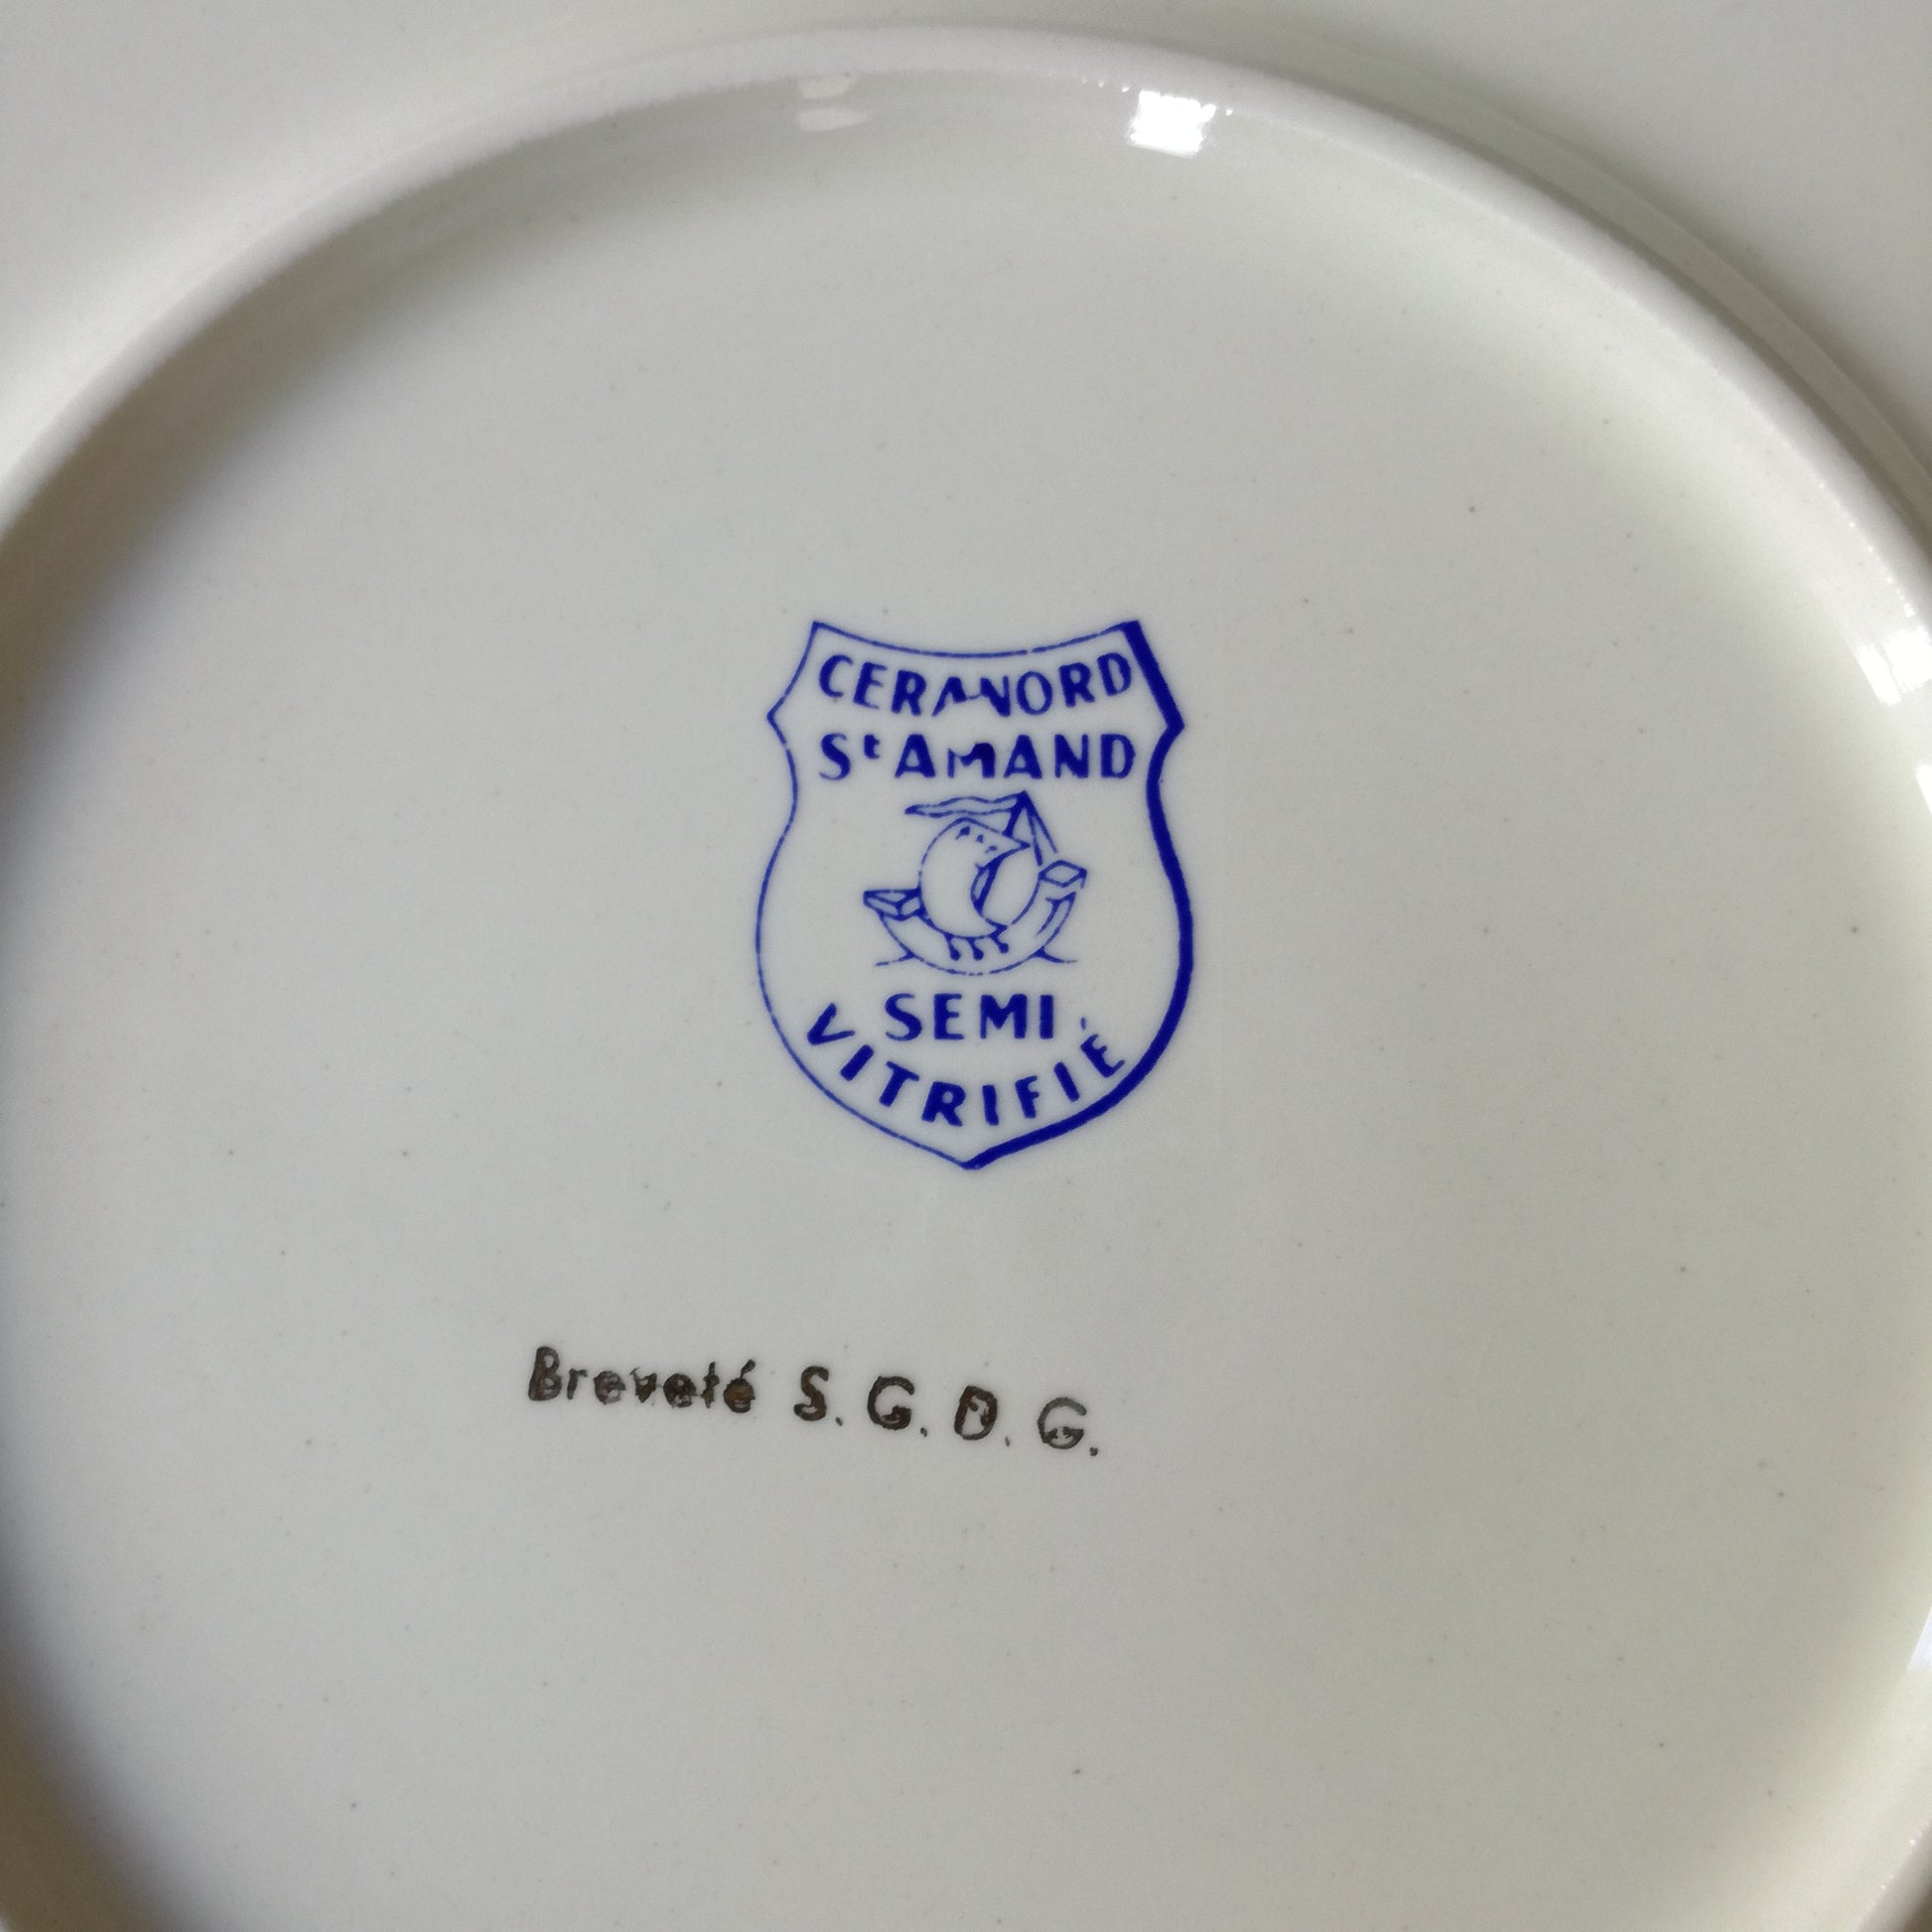 CERANORD
St AMAND
SEMI
VITRIFIÉ
Breveté S. G. D. G.